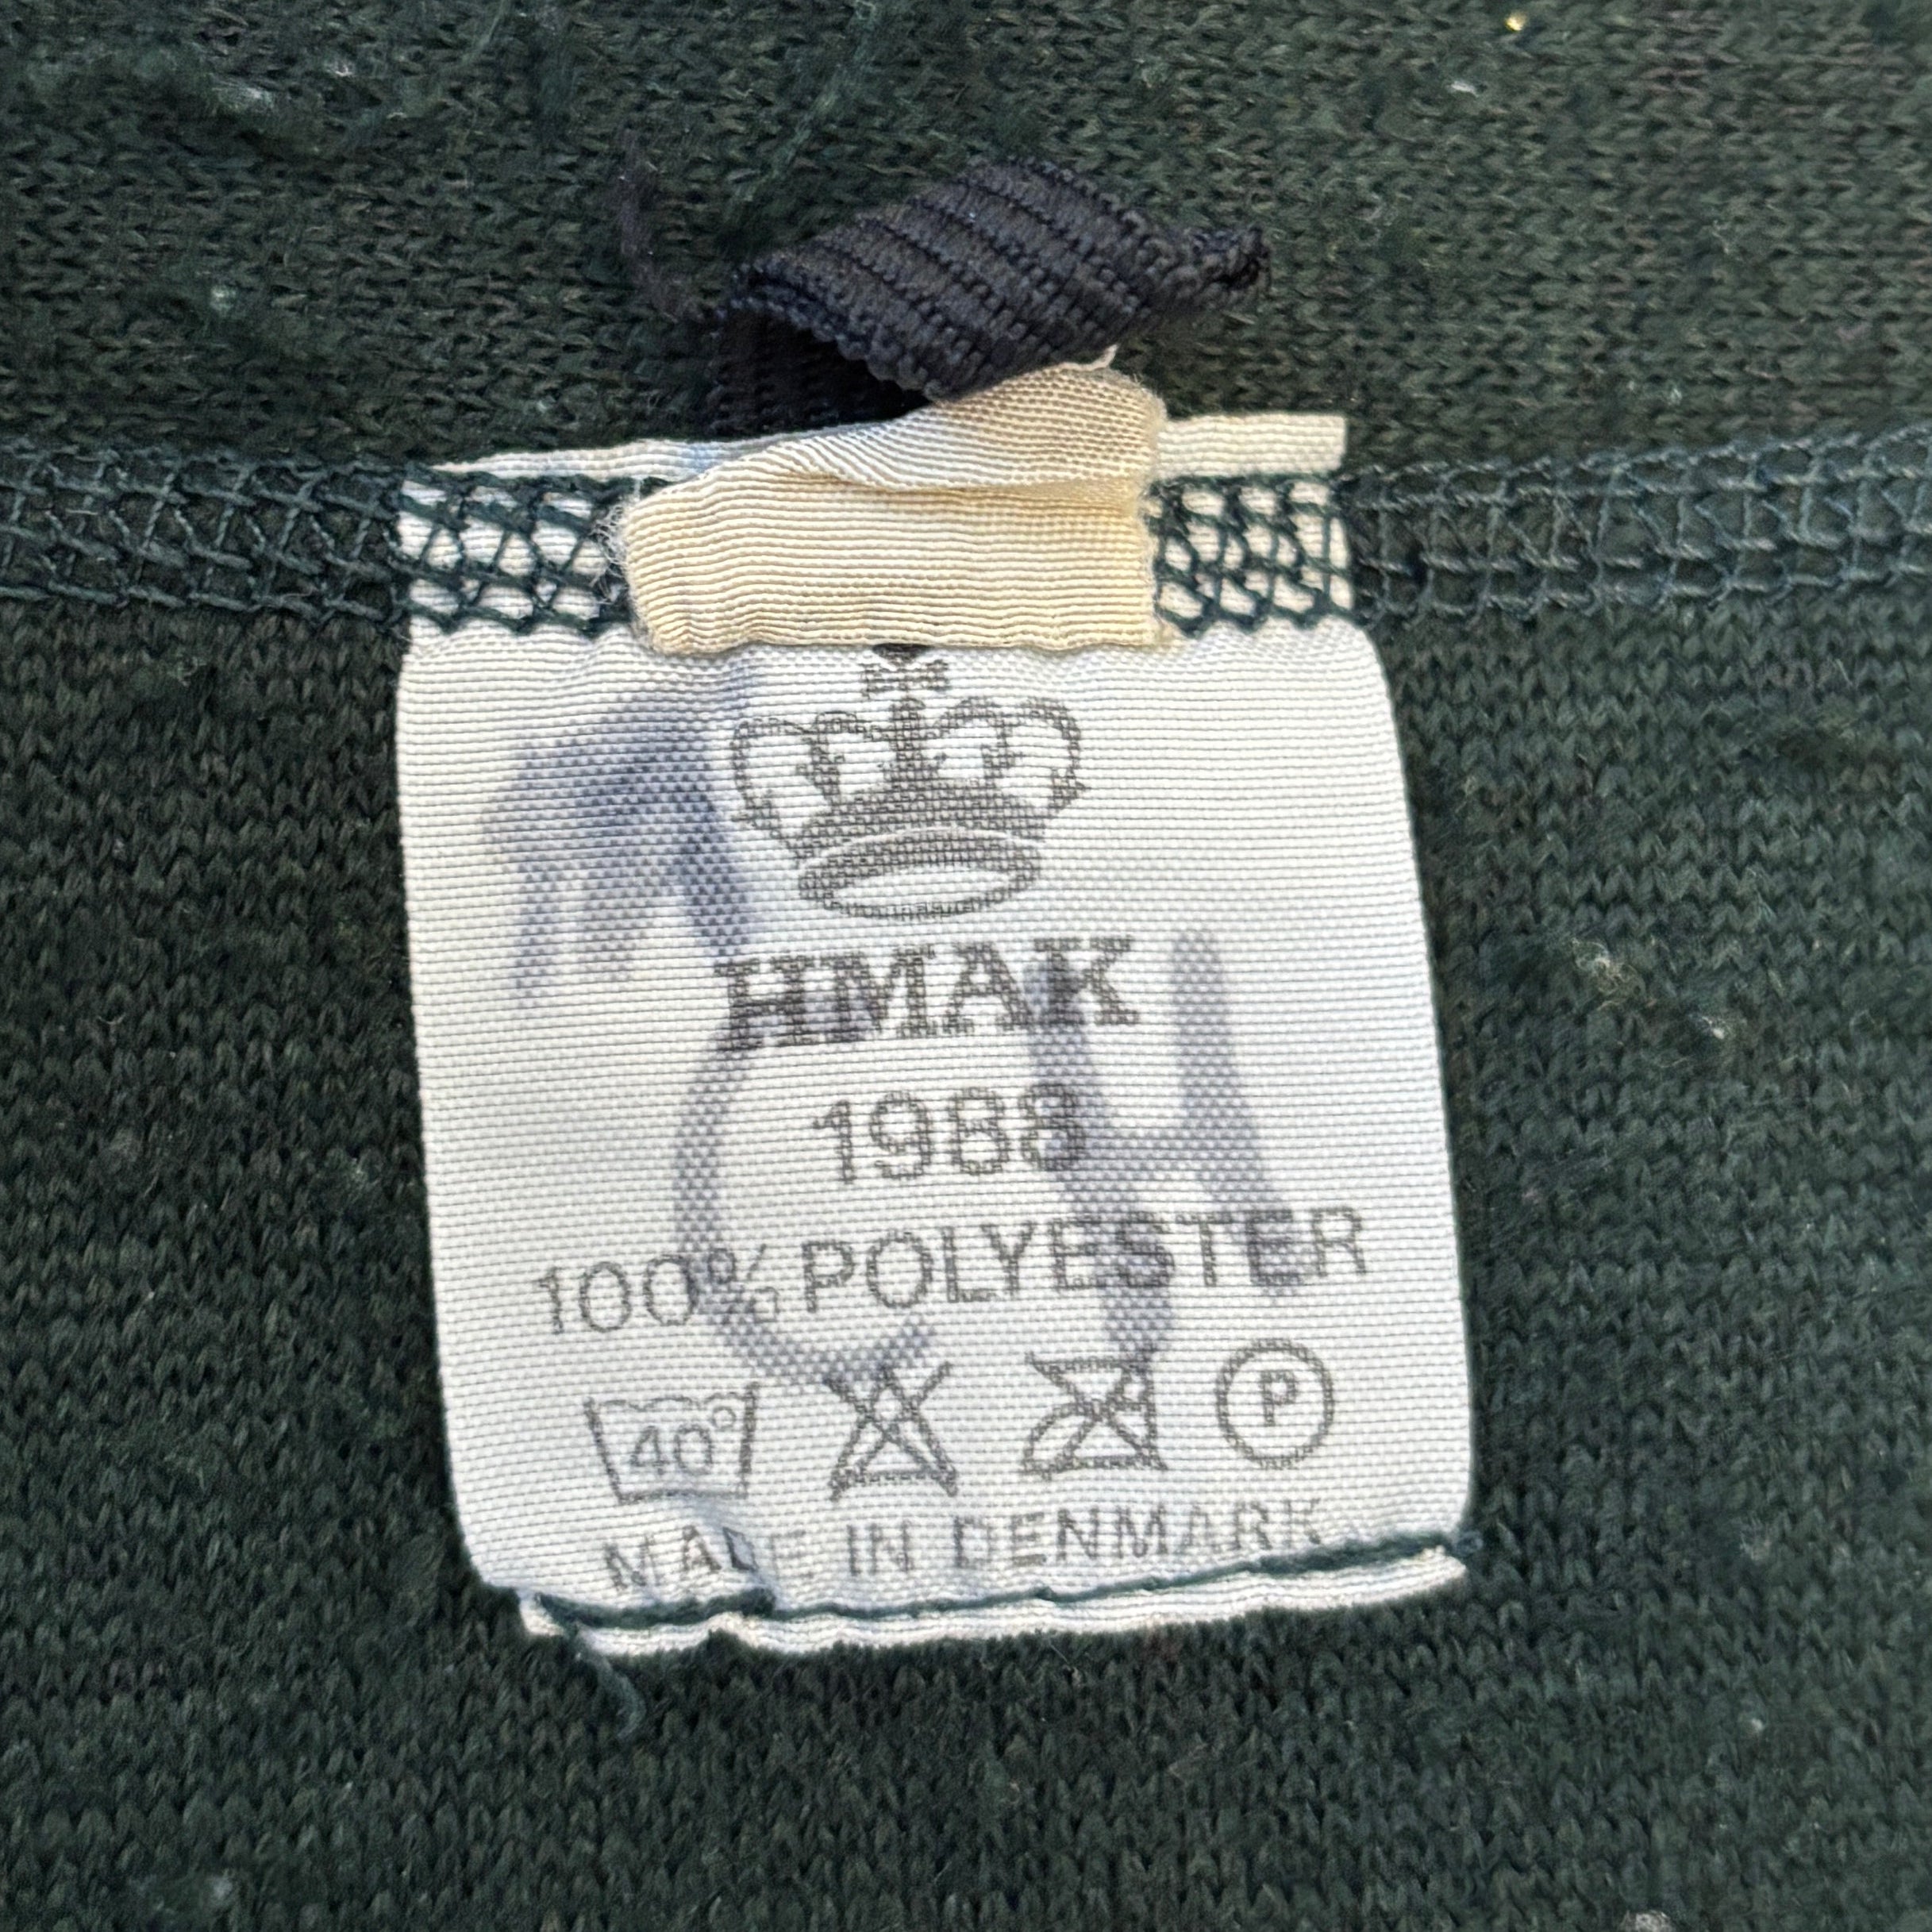 HMAK
1988
100% POLYESTER
40° P
MADE IN DENMARK